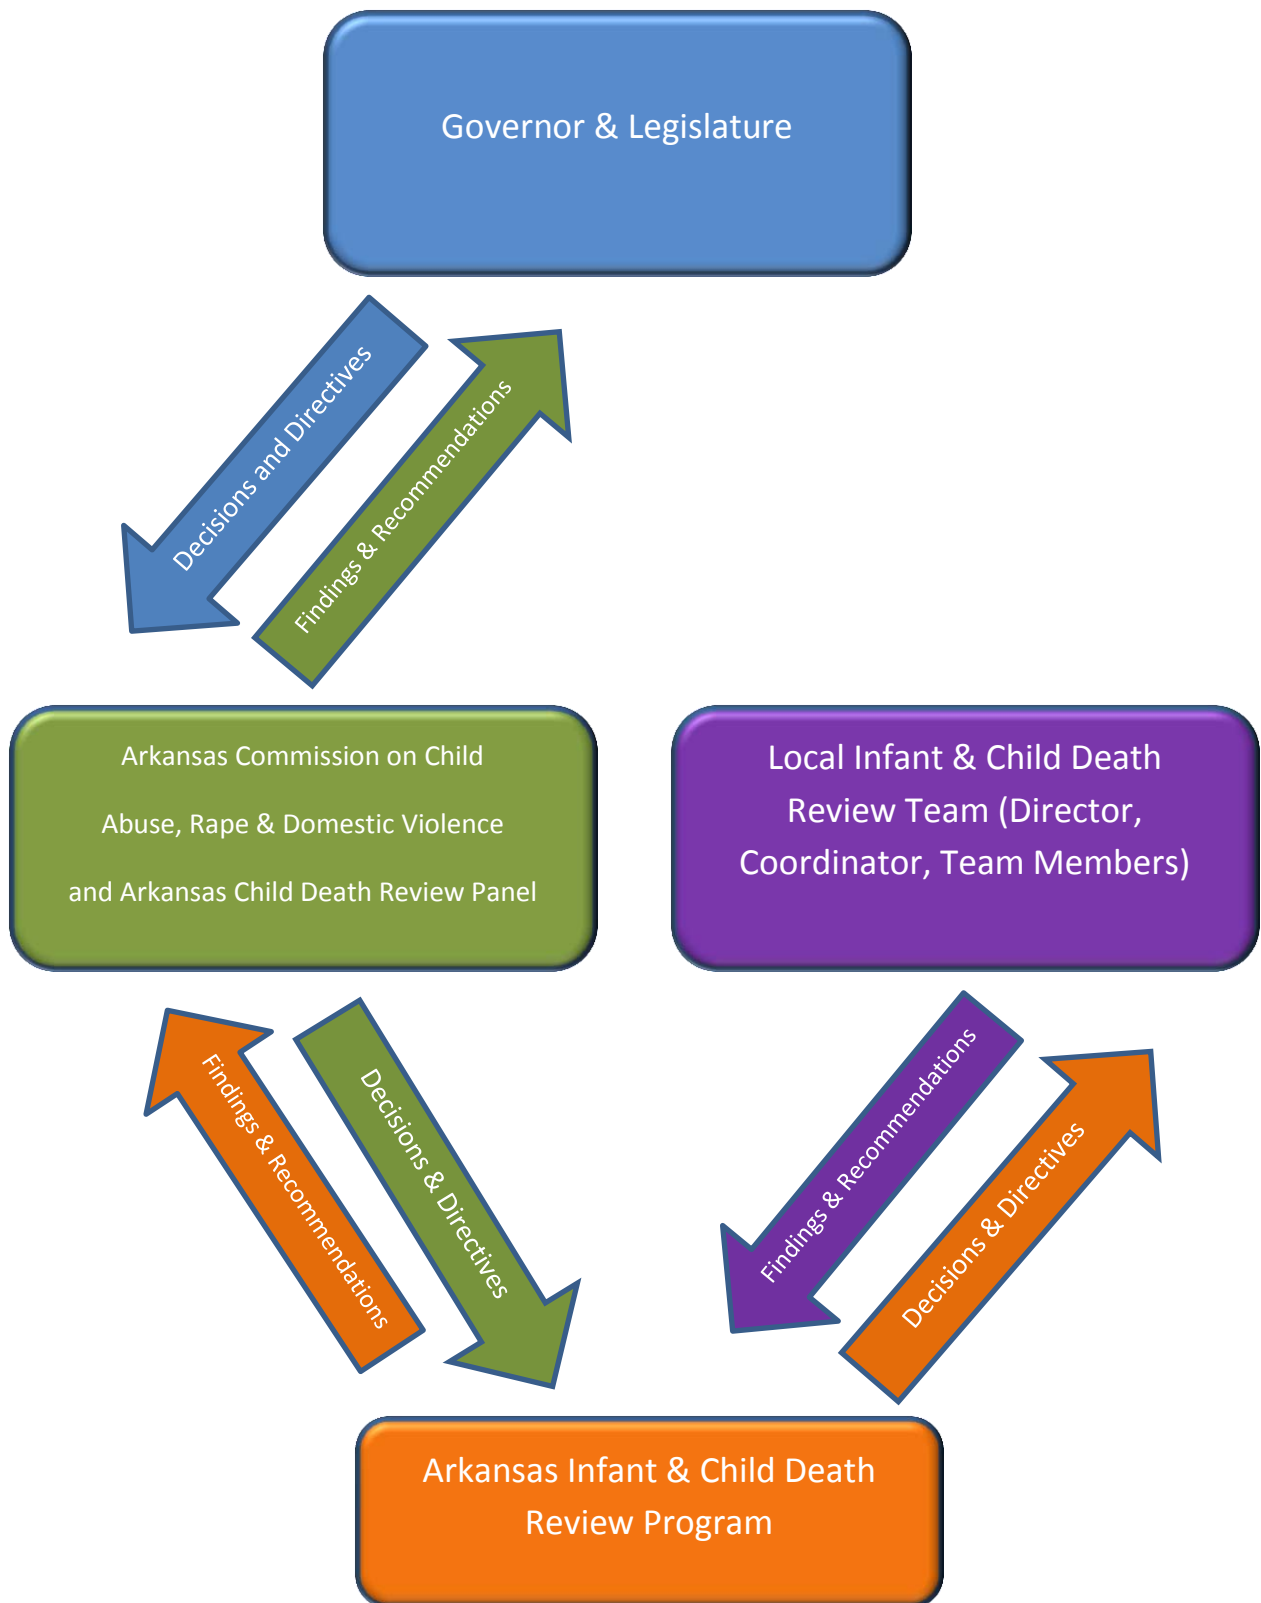 Governor & Legislature
Decisions and Directives
Findings & Recommendations
Arkansas Commission on Child
Abuse, Rape & Domestic Violence
and Arkansas Child Death Review Panel
Local Infant & Child Death
Review Team (Director,
Coordinator, Team Members)
Findings & Recommendations
Decisions & Directives
Findings & Recommendations
Decisions & Directives
Arkansas Infant & Child Death
Review Program